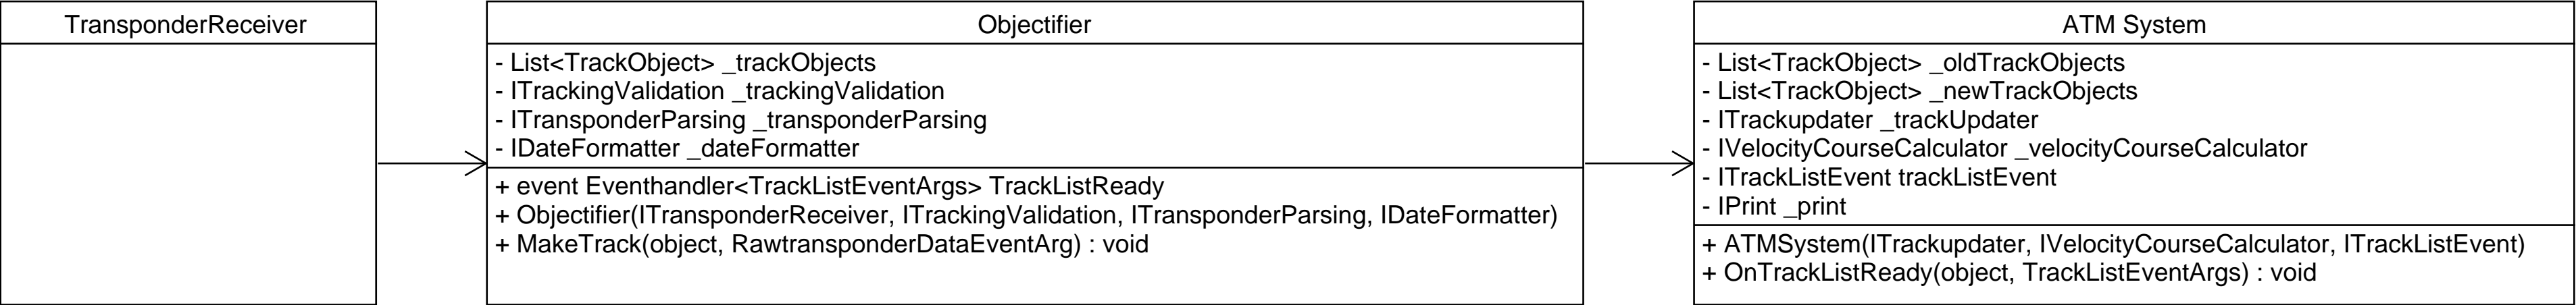 TransponderReceiver
Objectifier
- List<TrackObject> _trackObjects
- ITrackingValidation _trackingValidation
- ITransponderParsing _transponderParsing
- IDateFormatter _dateFormatter
+ event Eventhandler<TrackListEventArgs> TrackListReady
+ Objectifier(ITransponderReceiver, ITrackingValidation, ITransponderParsing, IDateFormatter)
+ MakeTrack(object, RawtransponderDataEventArg) : void
ATM System
- List<TrackObject> _oldTrackObjects
- List<TrackObject> _newTrackObjects
- ITrackupdater _trackUpdater
- IVelocityCourseCalculator _velocityCourseCalculator
- ITrackListEvent trackListEvent
- IPrint _print
+ ATMSystem(ITrackupdater, IVelocityCourseCalculator, ITrackListEvent)
+ OnTrackListReady(object, TrackListEventArgs) : void